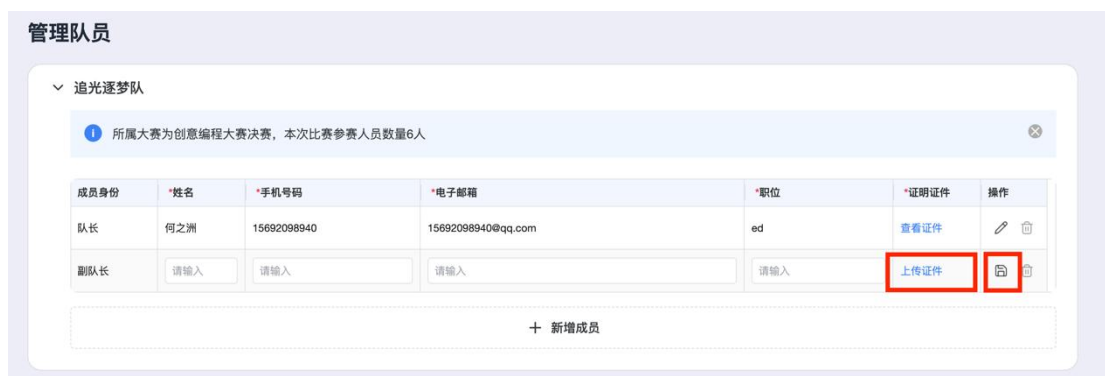 管理队员
追光逐梦队
所属大赛为创意编程大赛决赛，本次比赛参赛人员数量6人
成员身份 *姓名 *手机号码 *电子邮箱 *职位 *证明证件 操作
队长 何之洲 15692098940 15692098940@qq.com ed 查看证件
副队长 请输入 请输入 请输入 请输入 上传证件
+ 新增成员